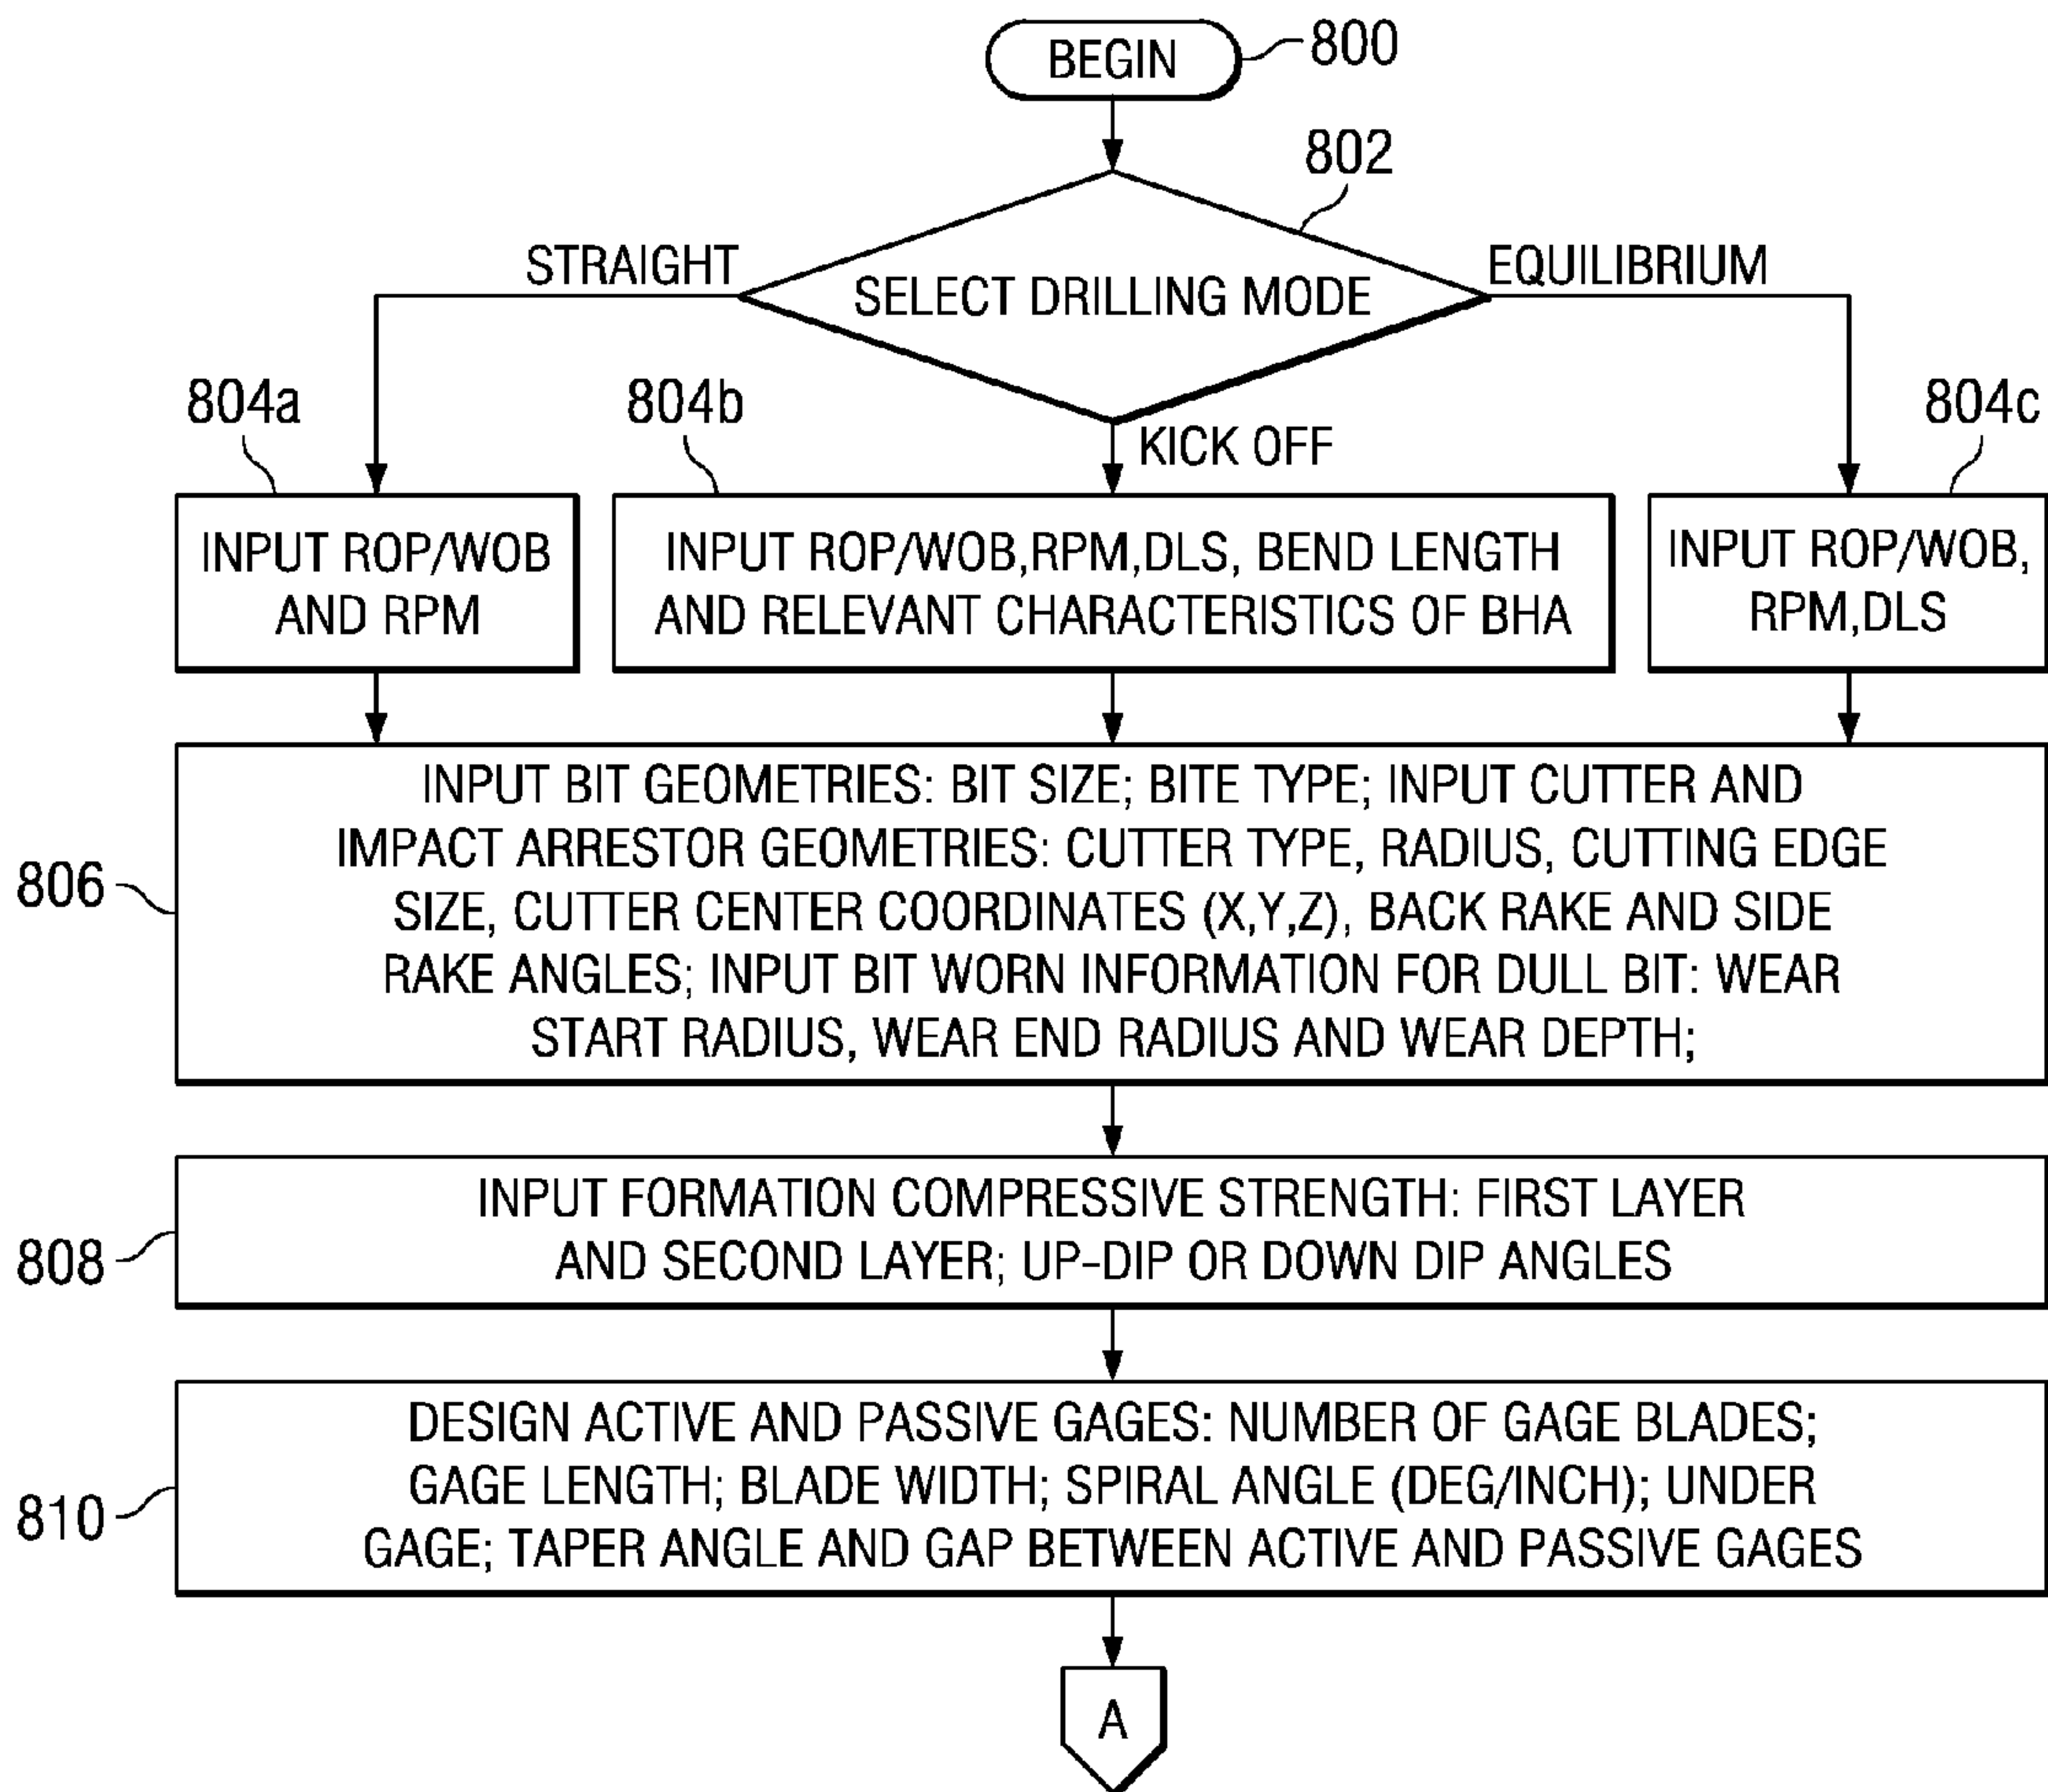 BEGIN
800
802
STRAIGHT
SELECT DRILLING MODE
EQUILIBRIUM
KICK OFF
804a
804b
804c
INPUT ROP/WOB
AND RPM
INPUT ROP/WOB,RPM,DLS, BEND LENGTH
AND RELEVANT CHARACTERISTICS OF BHA
INPUT ROP/WOB,
RPM,DLS
806
INPUT BIT GEOMETRIES: BIT SIZE; BITE TYPE; INPUT CUTTER AND
IMPACT ARRESTOR GEOMETRIES: CUTTER TYPE, RADIUS, CUTTING EDGE
SIZE, CUTTER CENTER COORDINATES (X,Y,Z), BACK RAKE AND SIDE
RAKE ANGLES; INPUT BIT WORN INFORMATION FOR DULL BIT: WEAR
START RADIUS, WEAR END RADIUS AND WEAR DEPTH;
808
INPUT FORMATION COMPRESSIVE STRENGTH: FIRST LAYER
AND SECOND LAYER; UP-DIP OR DOWN DIP ANGLES
810
DESIGN ACTIVE AND PASSIVE GAGES: NUMBER OF GAGE BLADES;
GAGE LENGTH; BLADE WIDTH; SPIRAL ANGLE (DEG/INCH); UNDER
GAGE; TAPER ANGLE AND GAP BETWEEN ACTIVE AND PASSIVE GAGES
A